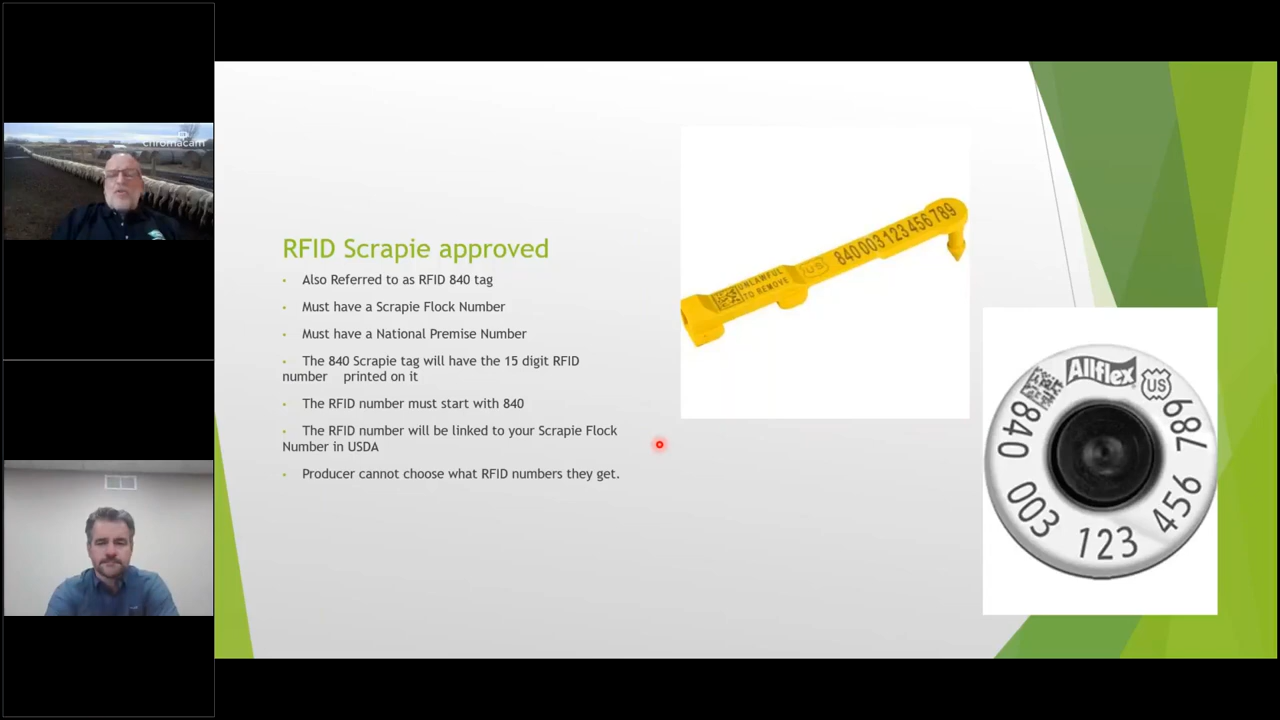 chromacam
RFID Scrapie approved
• Also Referred to as RFID 840 tag
• Must have a Scrapie Flock Number
• Must have a National Premise Number
• The 840 Scrapie tag will have the 15 digit RFID
number printed on it
• The RFID number must start with 840
• The RFID number will be linked to your Scrapie Flock
Number in USDA
• Producer cannot choose what RFID numbers they get.
UNLAWFUL
TO REMOVE
US
840003123456789
Allflex
US
840 003 123 456 789